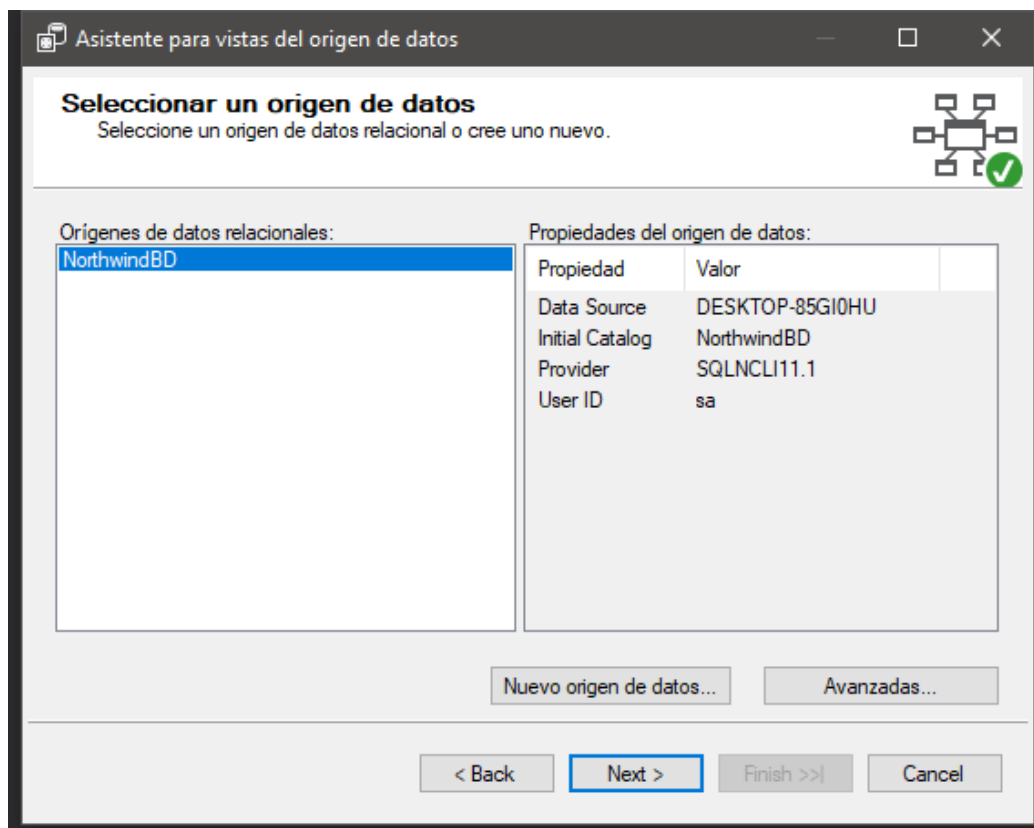 Asistente para vistas del origen de datos
Seleccionar un origen de datos
Seleccione un origen de datos relacional o cree uno nuevo.
Orígenes de datos relacionales:
NorthwindBD
Propiedades del origen de datos:
Propiedad Valor
Data Source DESKTOP-85GI0HU
Initial Catalog NorthwindBD
Provider SQLNCLI11.1
User ID sa
Nuevo origen de datos... Avanzadas...
< Back Next > Finish >>| Cancel